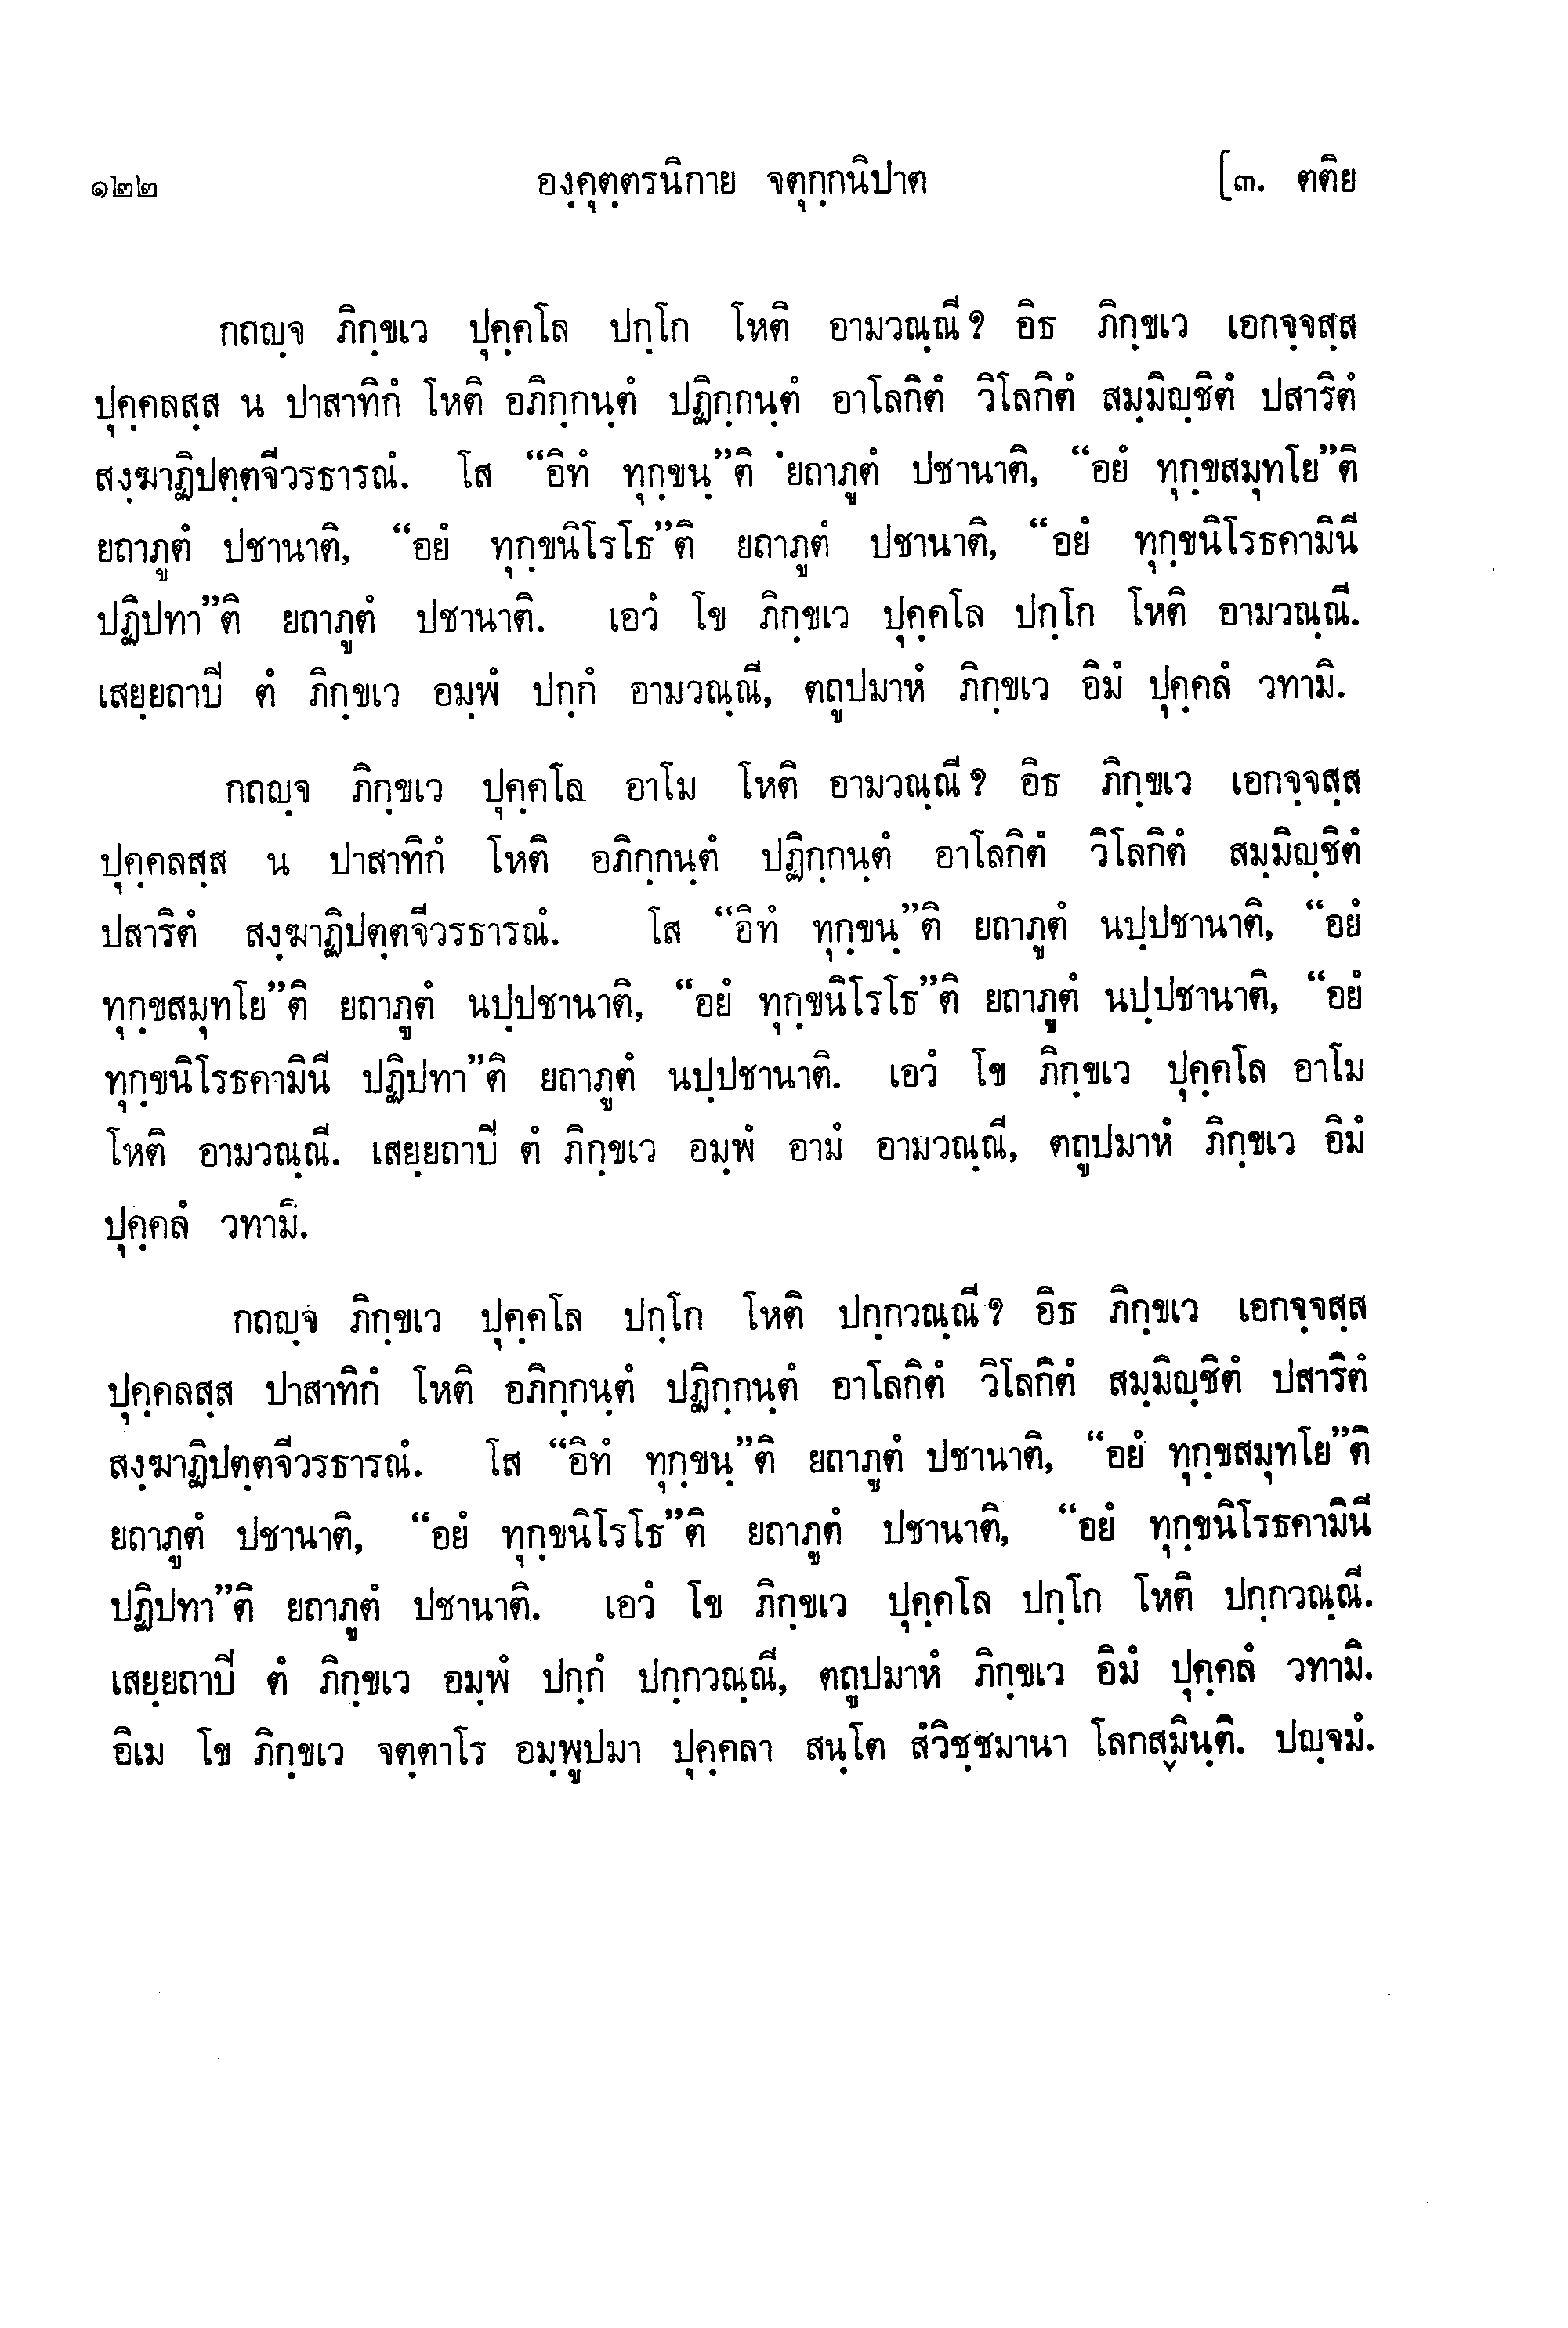 ๑๒๒ องฺคุตฺตรนิกาย จตุกฺกนิปาต [๓. ตติย
กถญฺจ ภิกฺขเว ปุคฺคโล ปกฺโก โหติ อามวณฺณี? อิธ ภิกฺขเว เอกจฺจสฺส
ปุคฺคลสฺส น ปาสาทิกํ โหติ อภิกฺกนฺตํ ปฏิกฺกนฺตํ อาโลกิตํ วิโลกิตํ สมฺมิญฺชิตํ ปสาริตํ
สงฺฆาฏิปตฺตจีวรธารณํ. โส “อิทํ ทุกฺขนฺ”ติ ยถาภูตํ ปชานาติ, “อยํ ทุกฺขสมุทโย”ติ
ยถาภูตํ ปชานาติ, “อยํ ทุกฺขนิโรโธ”ติ ยถาภูตํ ปชานาติ, “อยํ ทุกฺขนิโรธคามินี
ปฏิปทา”ติ ยถาภูตํ ปชานาติ. เอวํ โข ภิกฺขเว ปุคฺคโล ปกฺโก โหติ อามวณฺณี.
เสยฺยถาปิ ตํ ภิกฺขเว อมฺพํ ปกฺกํ อามวณฺณี, ตถูปมาหํ ภิกฺขเว อิมํ ปุคฺคลํ วทามิ.
กถญฺจ ภิกฺขเว ปุคฺคโล อาโม โหติ อามวณฺณี? อิธ ภิกฺขเว เอกจฺจสฺส
ปุคฺคลสฺส น ปาสาทิกํ โหติ อภิกฺกนฺตํ ปฏิกฺกนฺตํ อาโลกิตํ วิโลกิตํ สมฺมิญฺชิตํ
ปสาริตํ สงฺฆาฏิปตฺตจีวรธารณํ. โส “อิทํ ทุกฺขนฺ”ติ ยถาภูตํ นปฺปชานาติ, “อยํ
ทุกฺขสมุทโย”ติ ยถาภูตํ นปฺปชานาติ, “อยํ ทุกฺขนิโรโธ”ติ ยถาภูตํ นปฺปชานาติ, “อยํ
ทุกฺขนิโรธคามินี ปฏิปทา”ติ ยถาภูตํ นปฺปชานาติ. เอวํ โข ภิกฺขเว ปุคฺคโล อาโม
โหติ อามวณฺณี. เสยฺยถาปิ ตํ ภิกฺขเว อมฺพํ อามํ อามวณฺณี, ตถูปมาหํ ภิกฺขเว อิมํ
ปุคฺคลํ วทามิ.
กถญฺจ ภิกฺขเว ปุคฺคโล ปกฺโก โหติ ปกฺกวณฺณี? อิธ ภิกฺขเว เอกจฺจสฺส
ปุคฺคลสฺส ปาสาทิกํ โหติ อภิกฺกนฺตํ ปฏิกฺกนฺตํ อาโลกิตํ วิโลกิตํ สมฺมิญฺชิตํ ปสาริตํ
สงฺฆาฏิปตฺตจีวรธารณํ. โส “อิทํ ทุกฺขนฺ”ติ ยถาภูตํ ปชานาติ, “อยํ ทุกฺขสมุทโย”ติ
ยถาภูตํ ปชานาติ, “อยํ ทุกฺขนิโรโธ”ติ ยถาภูตํ ปชานาติ, “อยํ ทุกฺขนิโรธคามินี
ปฏิปทา”ติ ยถาภูตํ ปชานาติ. เอวํ โข ภิกฺขเว ปุคฺคโล ปกฺโก โหติ ปกฺกวณฺณี.
เสยฺยถาปิ ตํ ภิกฺขเว อมฺพํ ปกฺกํ ปกฺกวณฺณี, ตถูปมาหํ ภิกฺขเว อิมํ ปุคฺคลํ วทามิ.
อิเม โข ภิกฺขเว จตฺตาโร อมฺพูปมา ปุคฺคลา สนฺโต สํวิชฺชมานา โลกสฺมินฺติ. ปญฺจมํ.